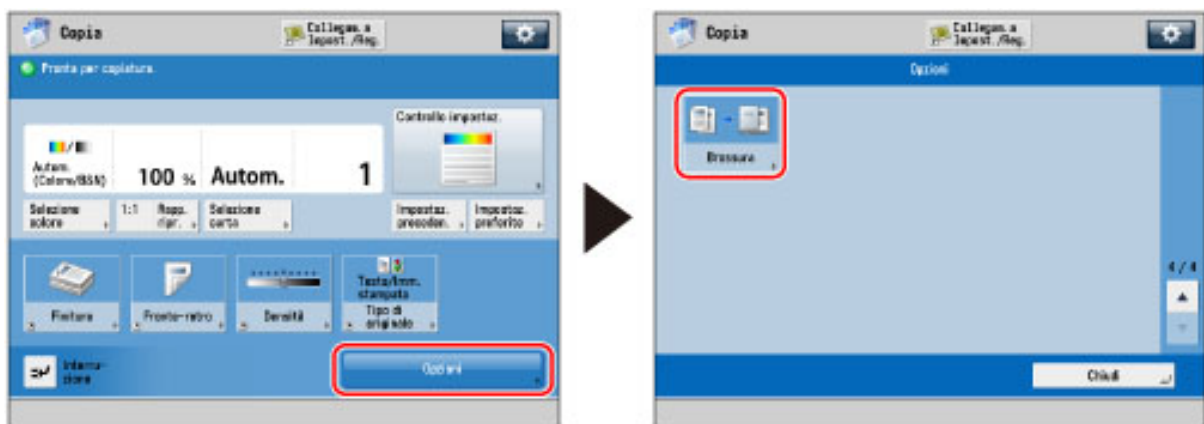 Copia
Collegam. a
Impost./Reg.
Pronto per copiatura.
Controllo impostaz.
Autom.
(Colore/B&N)
100 %
Autom.
1
Selezione
colore
1:1
Rapp.
ripr.
Selezione
carta
Impostaz.
preceden.
Impostaz.
preferite
Finitura
Fronte-retro
Densità
Testo/Imm.
stampata
Tipo di
originale
Interru-
zione
Opzioni
Copia
Collegam. a
Impost./Reg.
Opzioni
Brossura
4/4
Chiudi